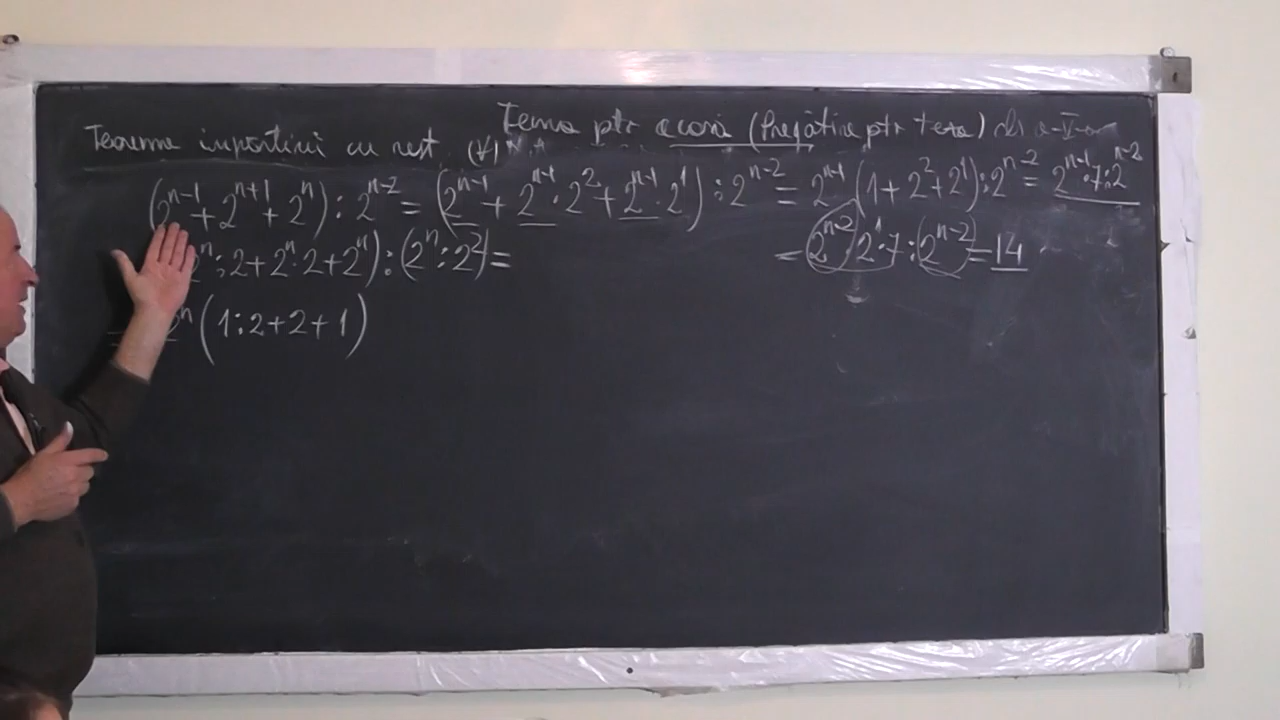 Tema ptr acasă (Pregătire ptr teză) cls a-V-a
Teorema împărțirii cu rest (∀)
(2^{n-1} + 2^{n+1} + 2^n) : 2^{n-2} = (2^{n-1} + 2^{n-1} · 2^2 + 2^{n-1} · 2^1) : 2^{n-2} = 2^{n-1} (1 + 2^2 + 2^1) : 2^{n-2} = 2^{n-1} · 7 : 2^{n-2}
= 2^{n-2} · 2^1 · 7 : (2^{n-2}) = 14
2^n : 2 + 2^n · 2 + 2^n) : (2^n : 2^2) =
2^n (1 : 2 + 2 + 1)